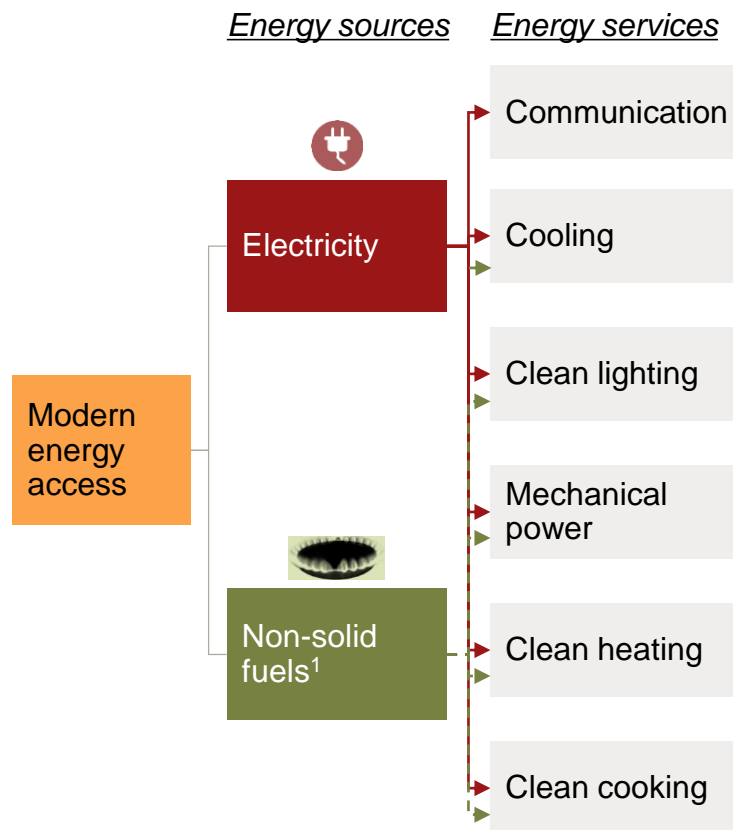 Energy sources
Energy services
Communication
Electricity
Cooling
Clean lighting
Modern
energy
access
Mechanical
power
Non-solid
fuels¹
Clean heating
Clean cooking